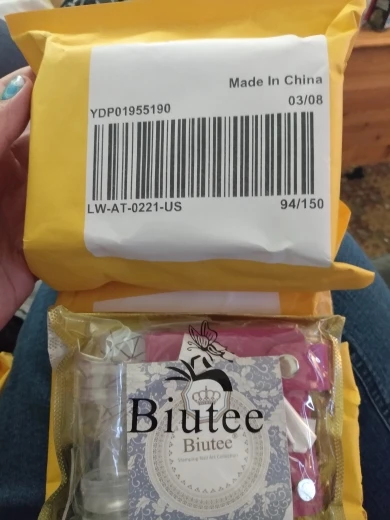 Made In China
YDP01955190 03/08
LW-AT-0221-US 94/150
Biutee
Biutee